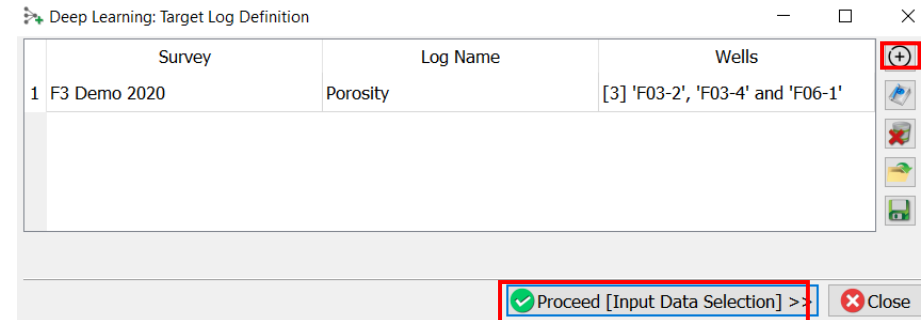 Deep Learning: Target Log Definition
Survey Log Name Wells
1 F3 Demo 2020 Porosity [3] 'F03-2', 'F03-4' and 'F06-1'
Proceed [Input Data Selection] >> Close